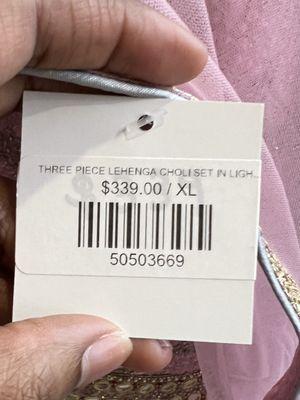 THREE PIECE LEHENGA CHOLI SET IN LIGH..
$339.00 / XL
50503669